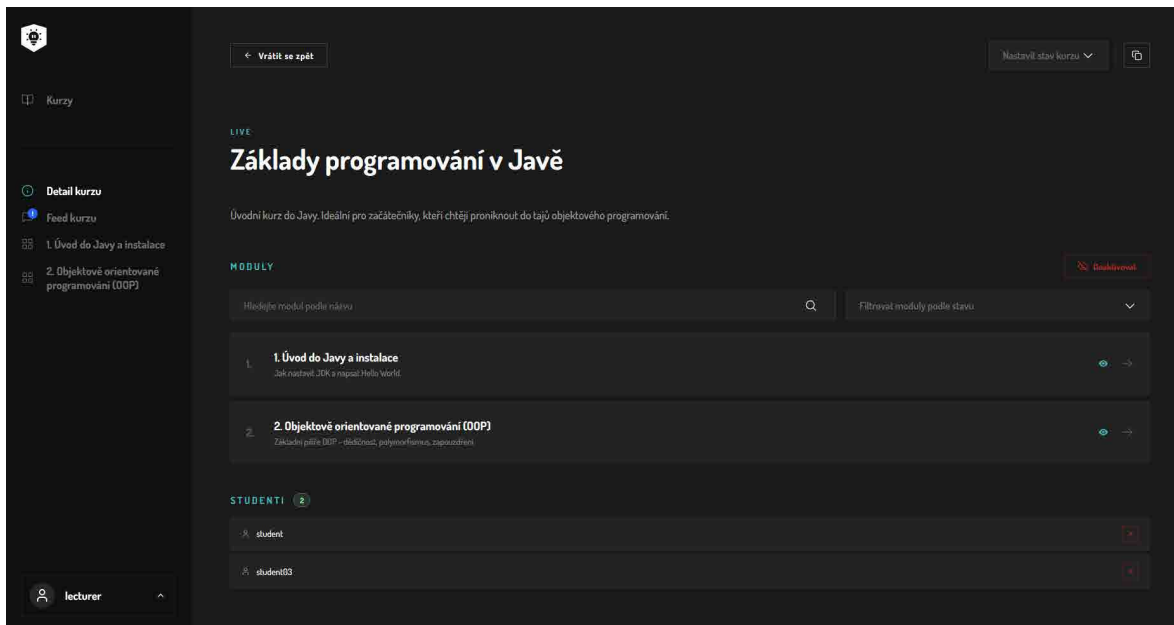 ← Vrátit se zpět
Nastavit stav kurzu
Kurzy
LIVE
Základy programování v Javě
Detail kurzu
Feed kurzu
1. Úvod do Javy a instalace
2. Objektově orientované
programování (OOP)
Úvodní kurz do Javy. Ideální pro začátečníky, kteří chtějí proniknout do tajů objektového programování.
MODULY
Deaktivovat
Hledejte modul podle názvu
Filtrovat moduly podle stavu
1.
1. Úvod do Javy a instalace
Jak nastavit JDK a napsat Hello World.
2.
2. Objektově orientované programování (OOP)
Základní pilíře OOP - dědičnost, polymorfismus, zapouzdření.
STUDENTI 2
student
student03
lecturer